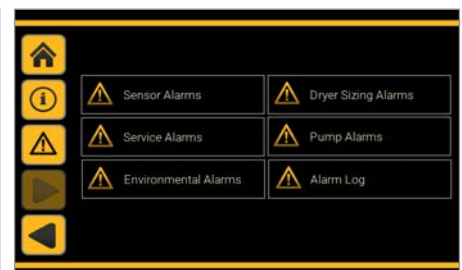 Sensor Alarms
Dryer Sizing Alarms
Service Alarms
Pump Alarms
Environmental Alarms
Alarm Log